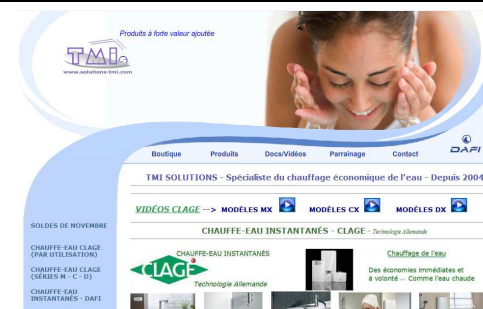 Produits à forte valeur ajoutée
TMI
www.solutions-tmi.com
DAFI
Boutique Produits Docs/Vidéos Parrainage Contact
TMI SOLUTIONS - Spécialiste du chauffage économique de l'eau - Depuis 2004
VIDÉOS CLAGE --> MODÈLES MX MODÈLES CX MODÈLES DX
CHAUFFE-EAU INSTANTANÉS - CLAGE - Technologie Allemande
SOLDES DE NOVEMBRE
CHAUFFE-EAU CLAGE
(PAR UTILISATION)
CHAUFFE-EAU CLAGE
(SÉRIES M - C - D)
CHAUFFE-EAU
INSTANTANÉS - DAFI
CHAUFFE-EAU INSTANTANÉS
CLAGE
Technologie Allemande
Chauffage de l'eau
Des économies immédiates et
à volonté ... Comme l'eau chaude